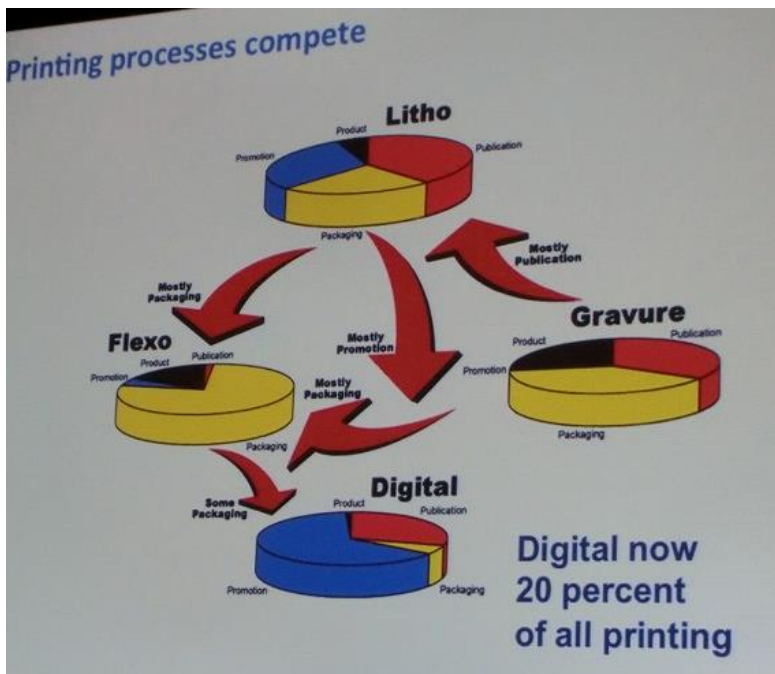 Printing processes compete
Litho
Product
Promotion
Publication
Packaging
Mostly
Packaging
Mostly
Publication
Mostly
Promotion
Flexo
Product
Publication
Promotion
Packaging
Mostly
Packaging
Gravure
Product
Publication
Promotion
Packaging
Some
Packaging
Digital
Product
Publication
Promotion
Packaging
Digital now
20 percent
of all printing